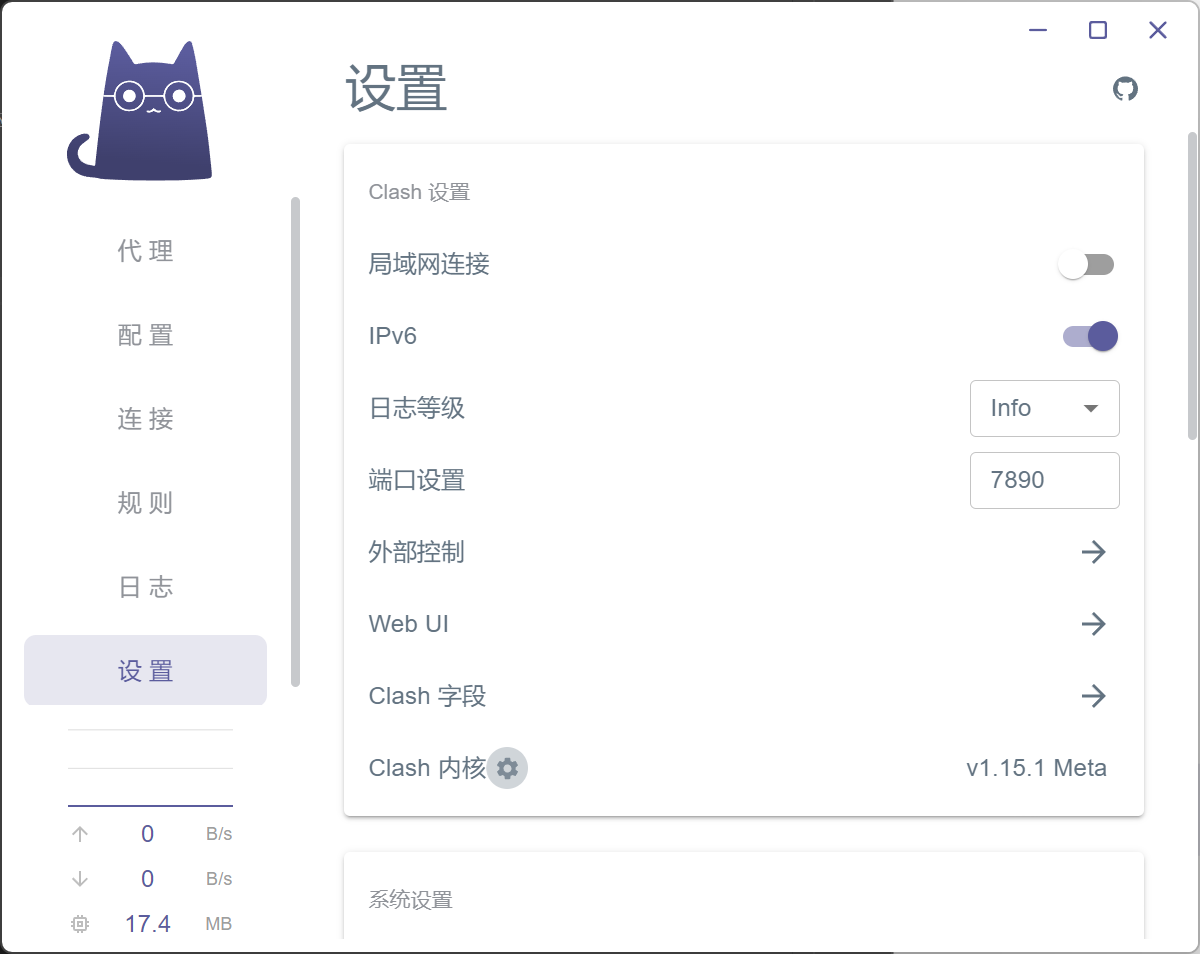 设置
代理
配置
连接
规则
日志
设置
0 B/s
0 B/s
17.4 MB
Clash 设置
局域网连接
IPv6
日志等级 Info
端口设置 7890
外部控制
Web UI
Clash 字段
Clash 内核 v1.15.1 Meta
系统设置